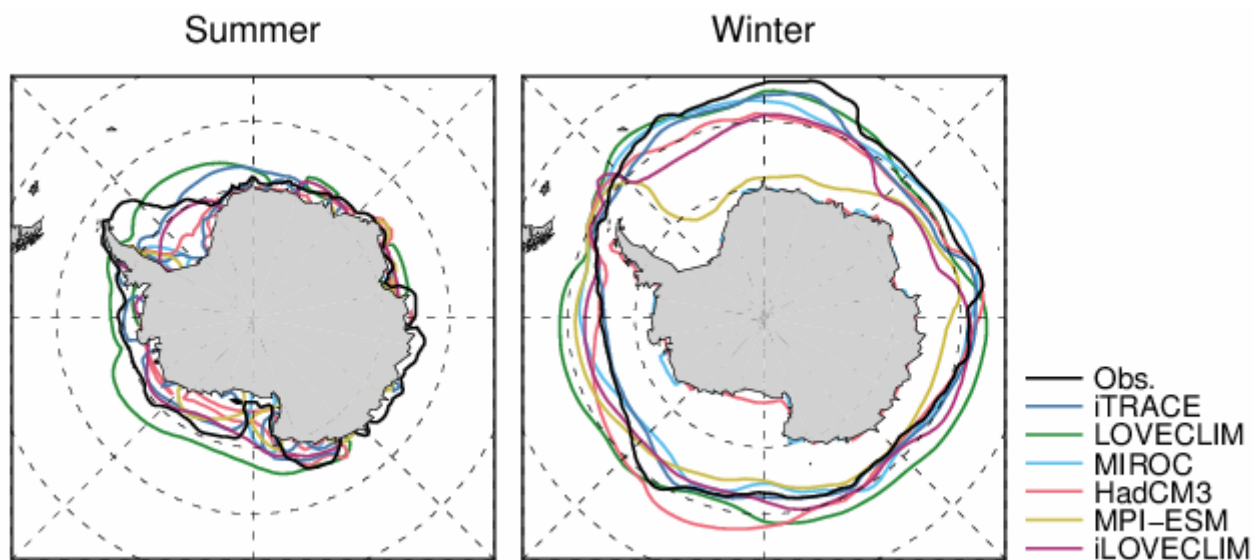 Summer
Winter
Obs.
iTRACE
LOVECLIM
MIROC
HadCM3
MPI-ESM
iLOVECLIM